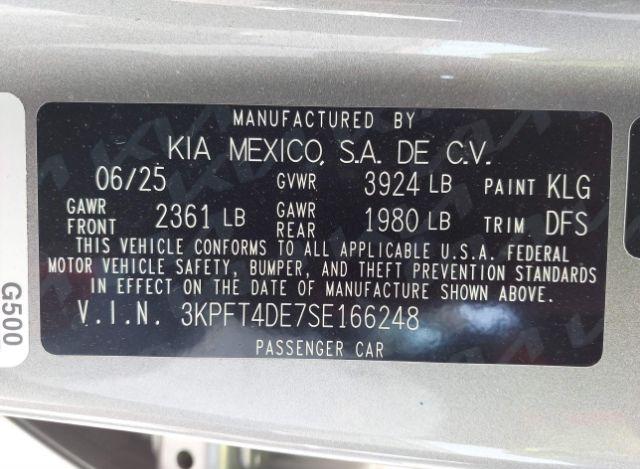 MANUFACTURED BY
KIA MEXICO, S.A. DE C.V.
06/25 GVWR 3924 LB PAINT KLG
GAWR FRONT 2361 LB GAWR REAR 1980 LB TRIM DFS
THIS VEHICLE CONFORMS TO ALL APPLICABLE U.S.A. FEDERAL
MOTOR VEHICLE SAFETY, BUMPER, AND THEFT PREVENTION STANDARDS
IN EFFECT ON THE DATE OF MANUFACTURE SHOWN ABOVE.
V.I.N. 3KPFT4DE7SE166248
PASSENGER CAR
G500